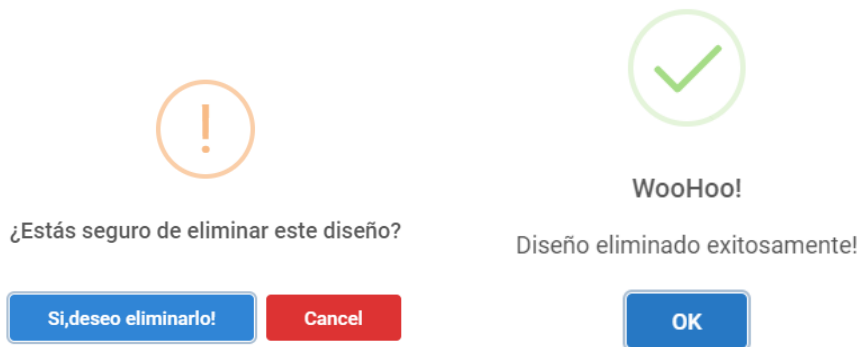 ¿Estás seguro de eliminar este diseño?
Si,deseo eliminarlo!
Cancel
WooHoo!
Diseño eliminado exitosamente!
OK